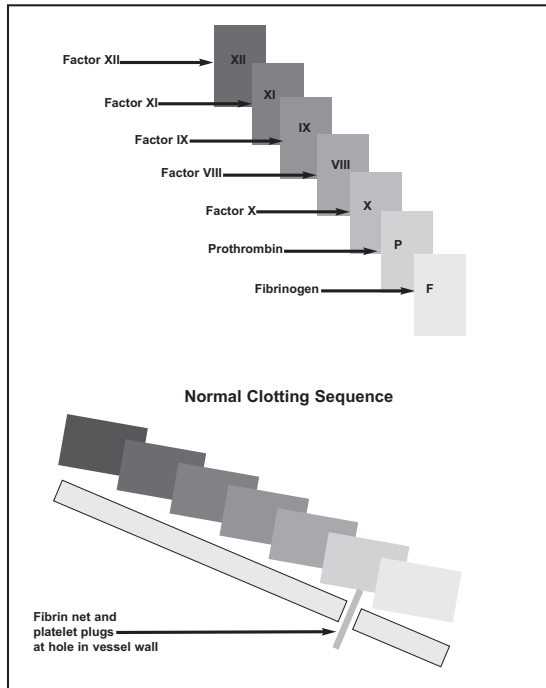 Factor XII
XII
Factor XI
XI
Factor IX
IX
Factor VIII
VIII
Factor X
X
Prothrombin
P
Fibrinogen
F
Normal Clotting Sequence
Fibrin net and
platelet plugs
at hole in vessel wall